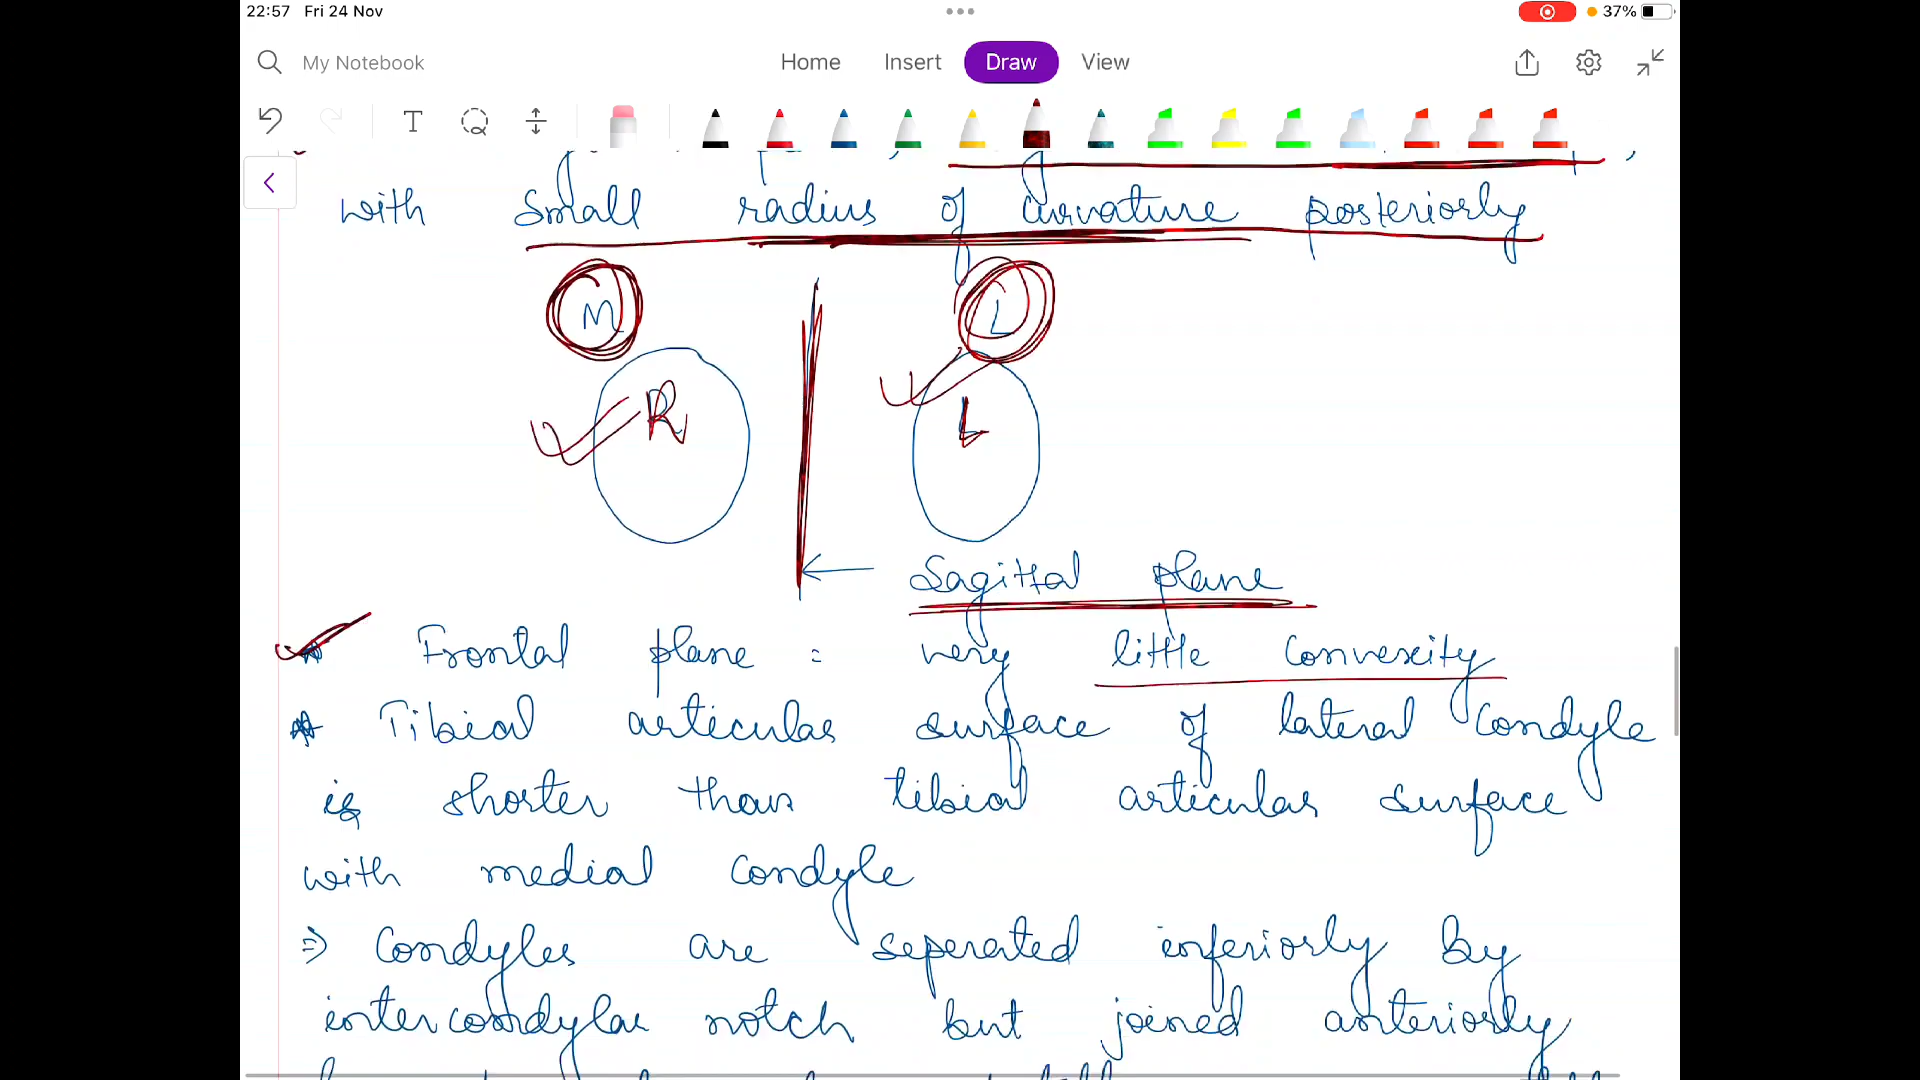 22:57 Fri 24 Nov
37%
My Notebook
Home Insert Draw View
T
with small radius of curvature posteriorly
M L
R L
Sagittal plane
Frontal plane = very little convexity
Tibial articular surface of lateral condyle
is shorter than tibial articular surface
with medial condyle
⇒ Condyles are seperated inferiorly by
intercondylar notch but joined anteriorly